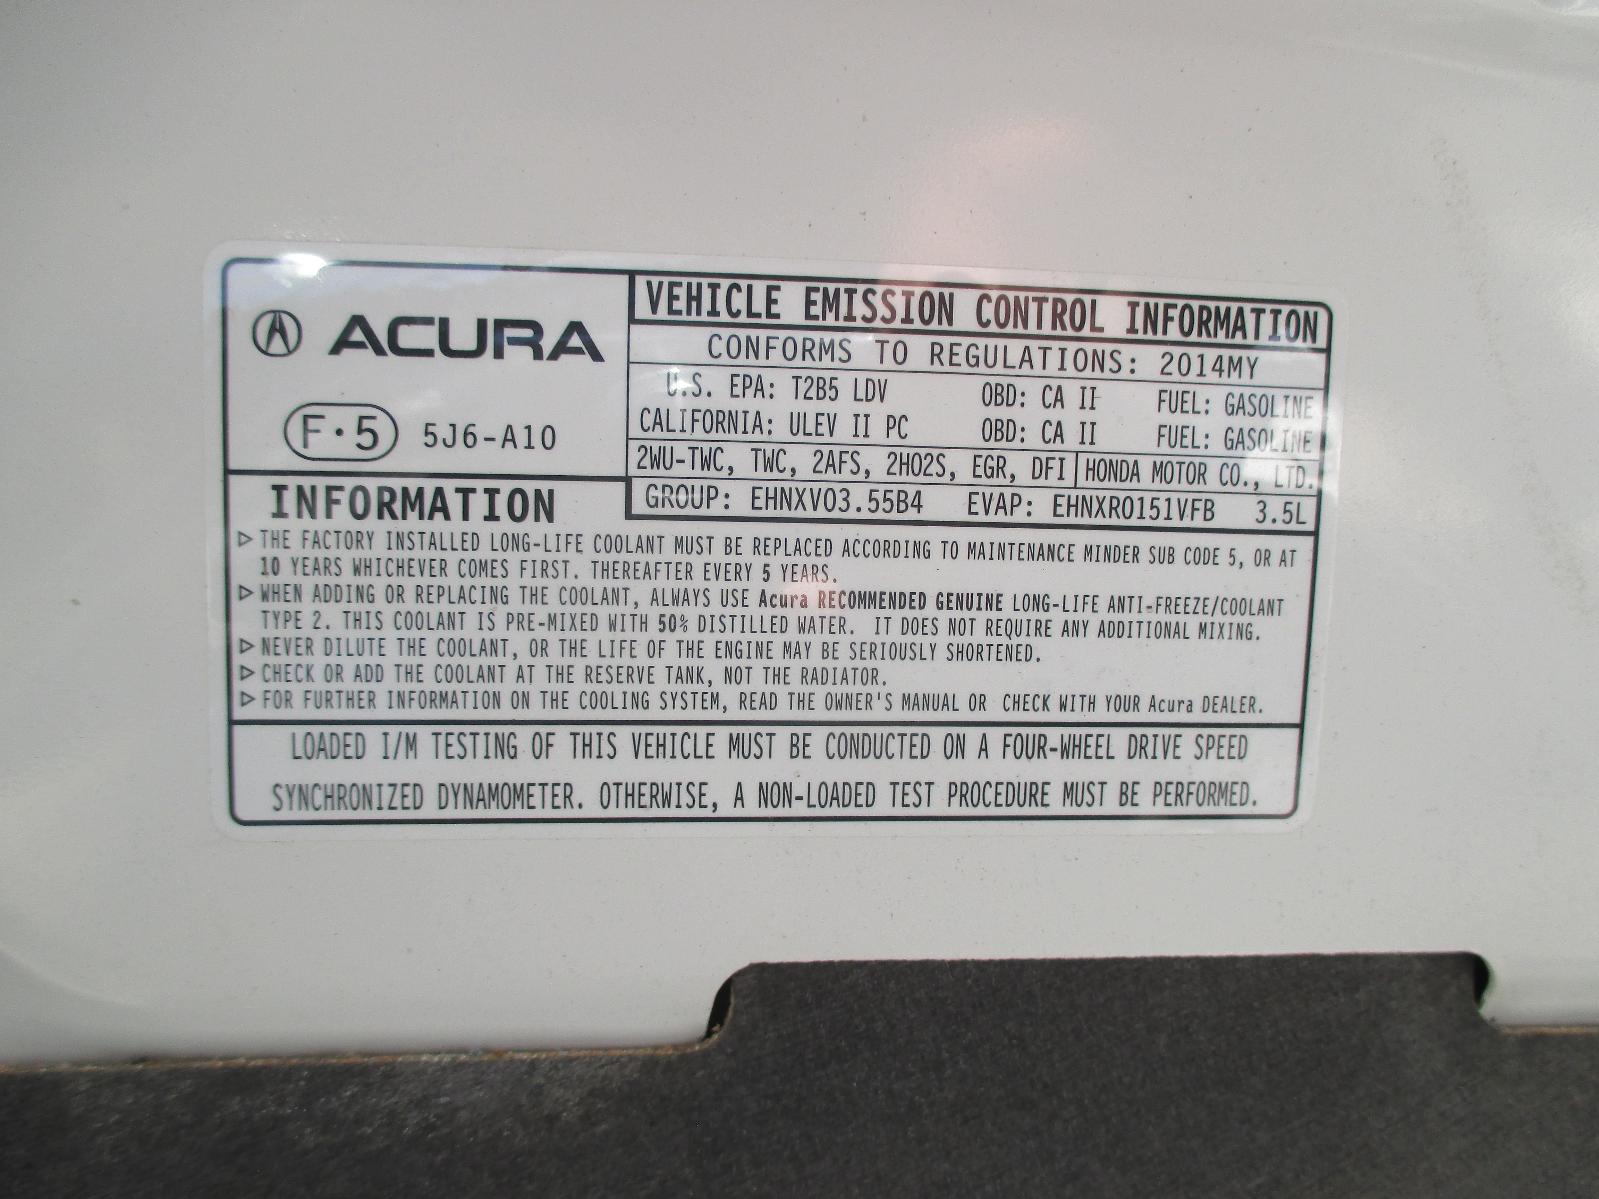 ACURA
F·5 5J6-A10
VEHICLE EMISSION CONTROL INFORMATION
CONFORMS TO REGULATIONS: 2014MY
U.S. EPA: T2B5 LDV OBD: CA II FUEL: GASOLINE
CALIFORNIA: ULEV II PC OBD: CA II FUEL: GASOLINE
2WU-TWC, TWC, 2AFS, 2HO2S, EGR, DFI HONDA MOTOR CO., LTD.
GROUP: EHNXV03.55B4 EVAP: EHNXR0151VFB 3.5L
INFORMATION
▷ THE FACTORY INSTALLED LONG-LIFE COOLANT MUST BE REPLACED ACCORDING TO MAINTENANCE MINDER SUB CODE 5, OR AT
10 YEARS WHICHEVER COMES FIRST. THEREAFTER EVERY 5 YEARS.
▷ WHEN ADDING OR REPLACING THE COOLANT, ALWAYS USE Acura RECOMMENDED GENUINE LONG-LIFE ANTI-FREEZE/COOLANT
TYPE 2. THIS COOLANT IS PRE-MIXED WITH 50% DISTILLED WATER. IT DOES NOT REQUIRE ANY ADDITIONAL MIXING.
▷ NEVER DILUTE THE COOLANT, OR THE LIFE OF THE ENGINE MAY BE SERIOUSLY SHORTENED.
▷ CHECK OR ADD THE COOLANT AT THE RESERVE TANK, NOT THE RADIATOR.
▷ FOR FURTHER INFORMATION ON THE COOLING SYSTEM, READ THE OWNER'S MANUAL OR CHECK WITH YOUR Acura DEALER.
LOADED I/M TESTING OF THIS VEHICLE MUST BE CONDUCTED ON A FOUR-WHEEL DRIVE SPEED
SYNCHRONIZED DYNAMOMETER. OTHERWISE, A NON-LOADED TEST PROCEDURE MUST BE PERFORMED.